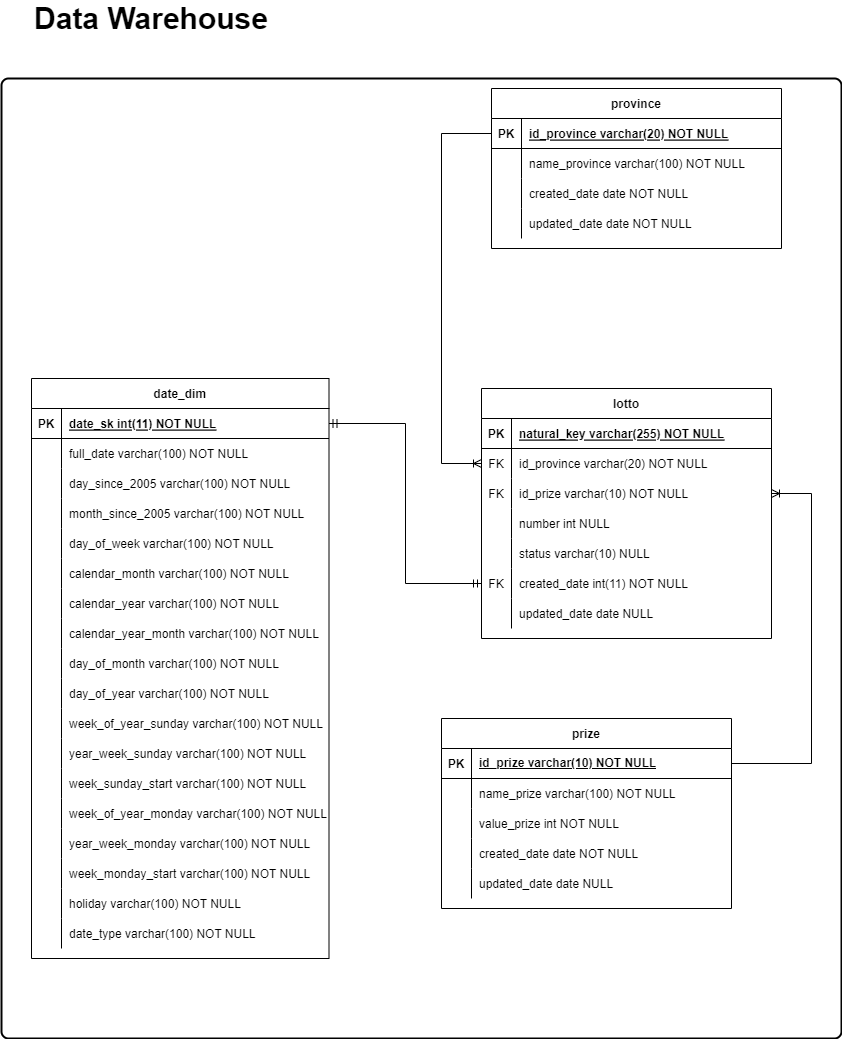 Data Warehouse
province
PK id_province varchar(20) NOT NULL
name_province varchar(100) NOT NULL
created_date date NOT NULL
updated_date date NOT NULL
date_dim
PK date_sk int(11) NOT NULL
full_date varchar(100) NOT NULL
day_since_2005 varchar(100) NOT NULL
month_since_2005 varchar(100) NOT NULL
day_of_week varchar(100) NOT NULL
calendar_month varchar(100) NOT NULL
calendar_year varchar(100) NOT NULL
calendar_year_month varchar(100) NOT NULL
day_of_month varchar(100) NOT NULL
day_of_year varchar(100) NOT NULL
week_of_year_sunday varchar(100) NOT NULL
year_week_sunday varchar(100) NOT NULL
week_sunday_start varchar(100) NOT NULL
week_of_year_monday varchar(100) NOT NULL
year_week_monday varchar(100) NOT NULL
week_monday_start varchar(100) NOT NULL
holiday varchar(100) NOT NULL
date_type varchar(100) NOT NULL
lotto
PK natural_key varchar(255) NOT NULL
FK id_province varchar(20) NOT NULL
FK id_prize varchar(10) NOT NULL
number int NULL
status varchar(10) NULL
FK created_date int(11) NOT NULL
updated_date date NULL
prize
PK id_prize varchar(10) NOT NULL
name_prize varchar(100) NOT NULL
value_prize int NOT NULL
created_date date NOT NULL
updated_date date NULL